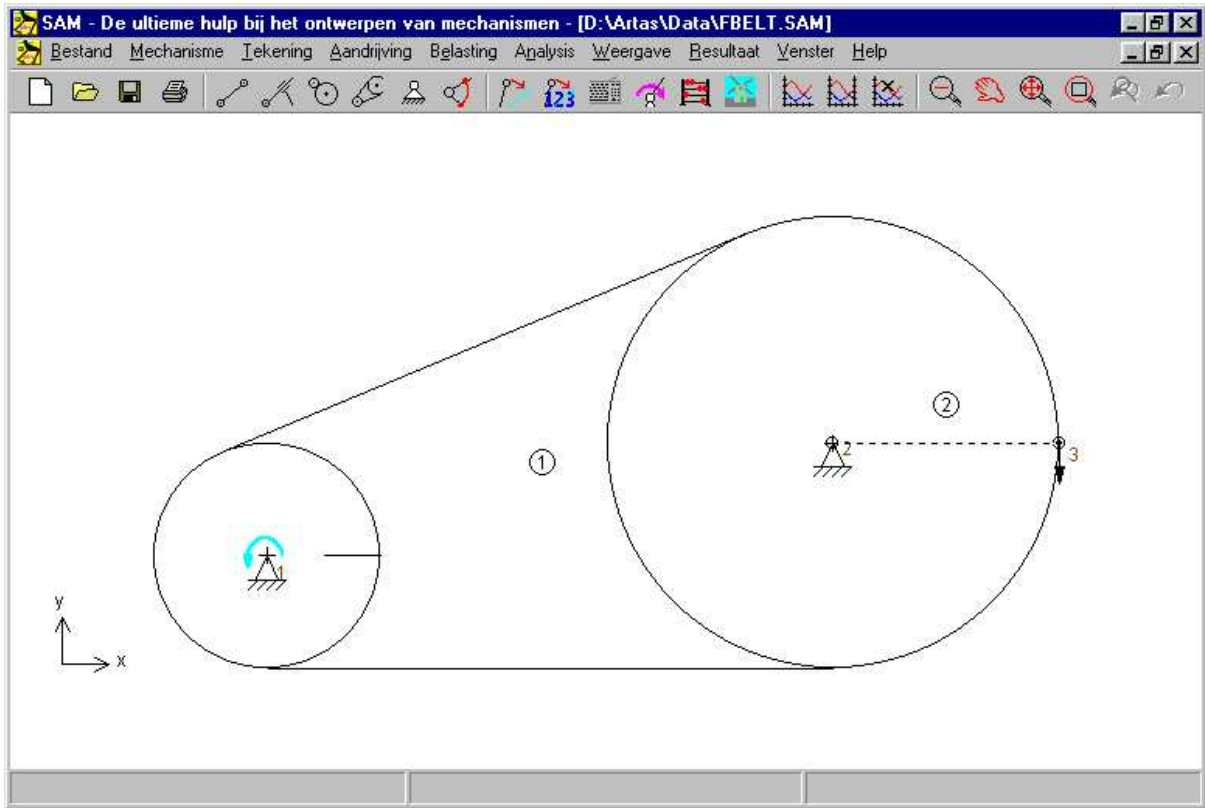 SAM - De ultieme hulp bij het ontwerpen van mechanismen - [D:\Artas\Data\FBELT.SAM]
Bestand Mechanisme Tekening Aandrijving Belasting Analysis Weergave Resultaat Venster Help
123
2
1
2
3
1
y
x